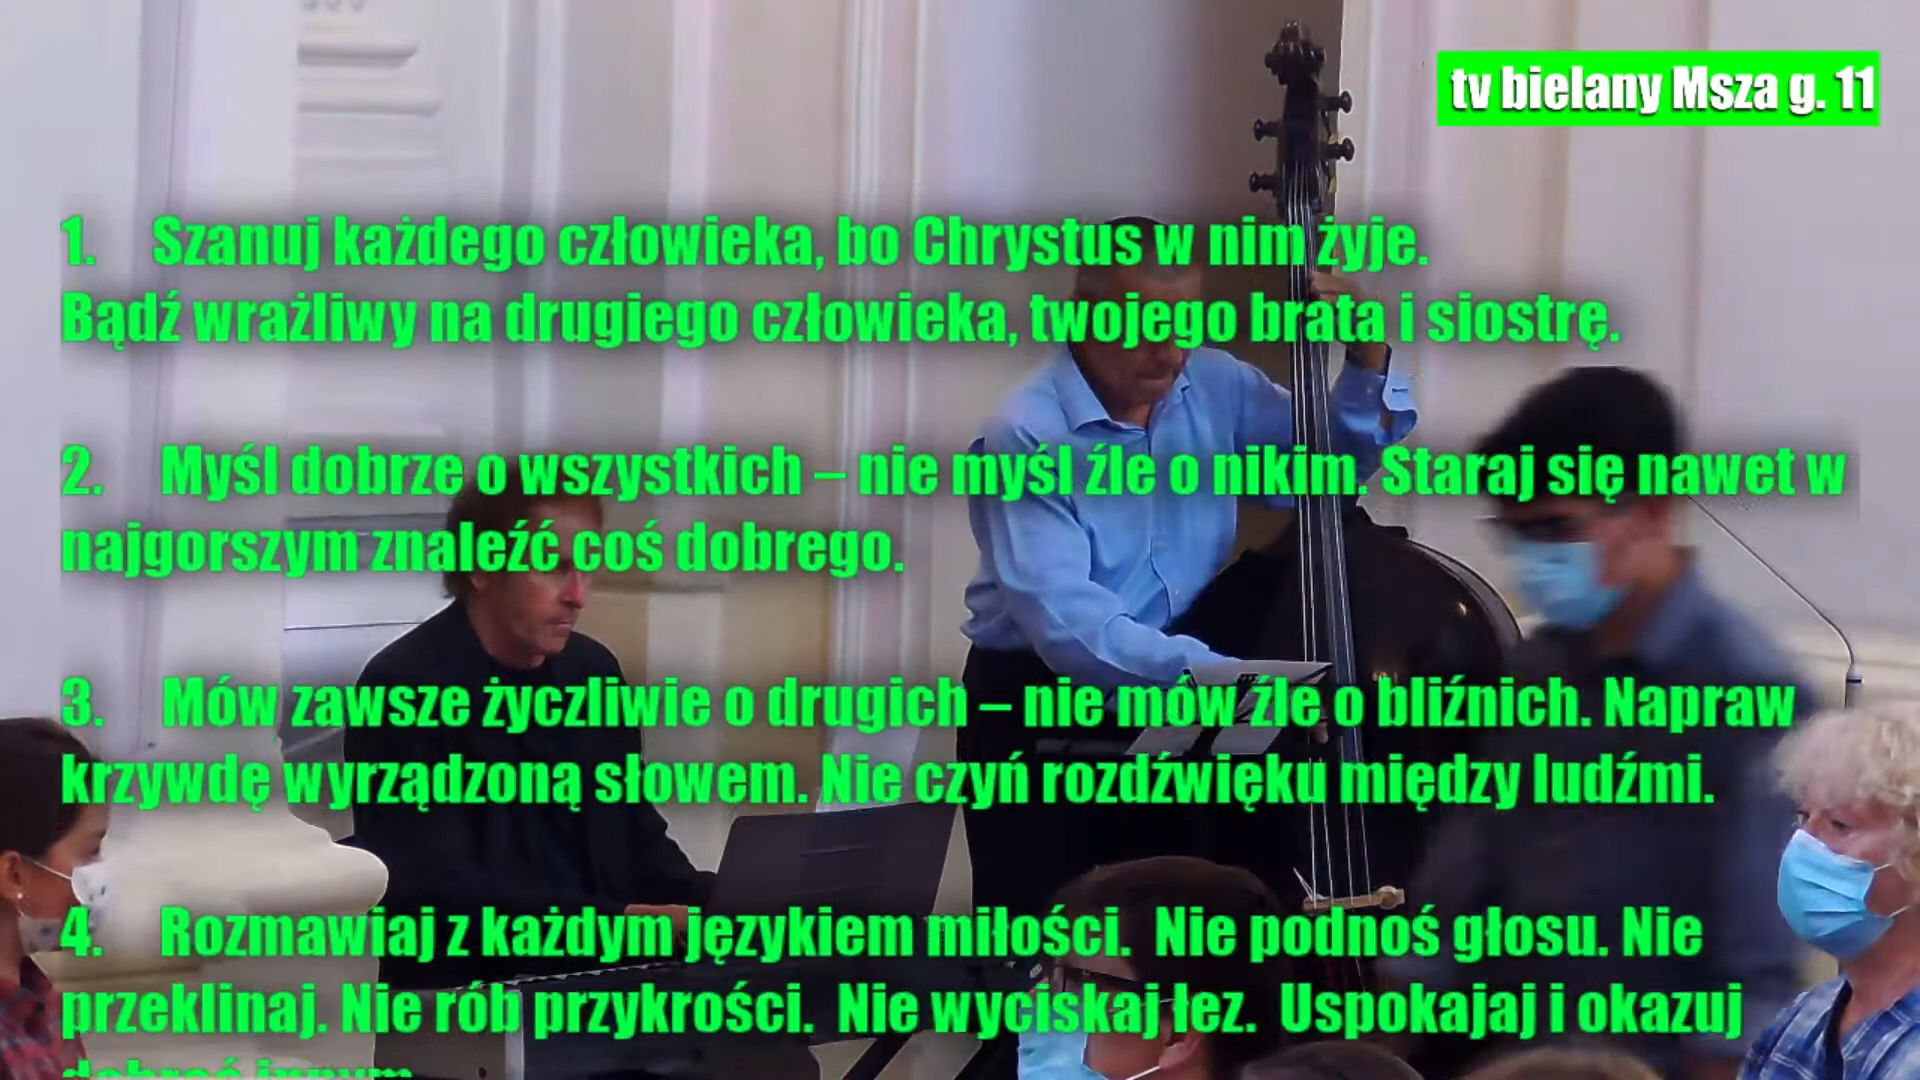 tv bielany Msza g. 11
1. Szanuj każdego człowieka, bo Chrystus w nim żyje.
Bądź wrażliwy na drugiego człowieka, twojego brata i siostrę.
2. Myśl dobrze o wszystkich – nie myśl źle o nikim. Staraj się nawet w
najgorszym znaleźć coś dobrego.
3. Mów zawsze życzliwie o drugich – nie mów źle o bliźnich. Napraw
krzywdę wyrządzoną słowem. Nie czyń rozdźwięku między ludźmi.
4. Rozmawiaj z każdym językiem miłości. Nie podnoś głosu. Nie
przeklinaj. Nie rób przykrości. Nie wyciskaj łez. Uspokajaj i okazuj